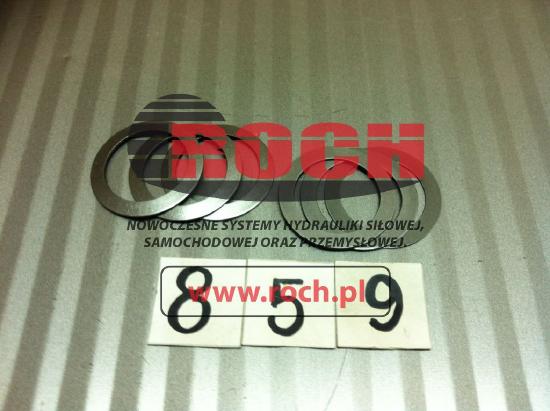 ROCH
NOWOCZESNE SYSTEMY HYDRAULIKI SIŁOWEJ,
SAMOCHODOWEJ ORAZ PRZEMYSŁOWEJ.
www.roch.pl
8 5 9